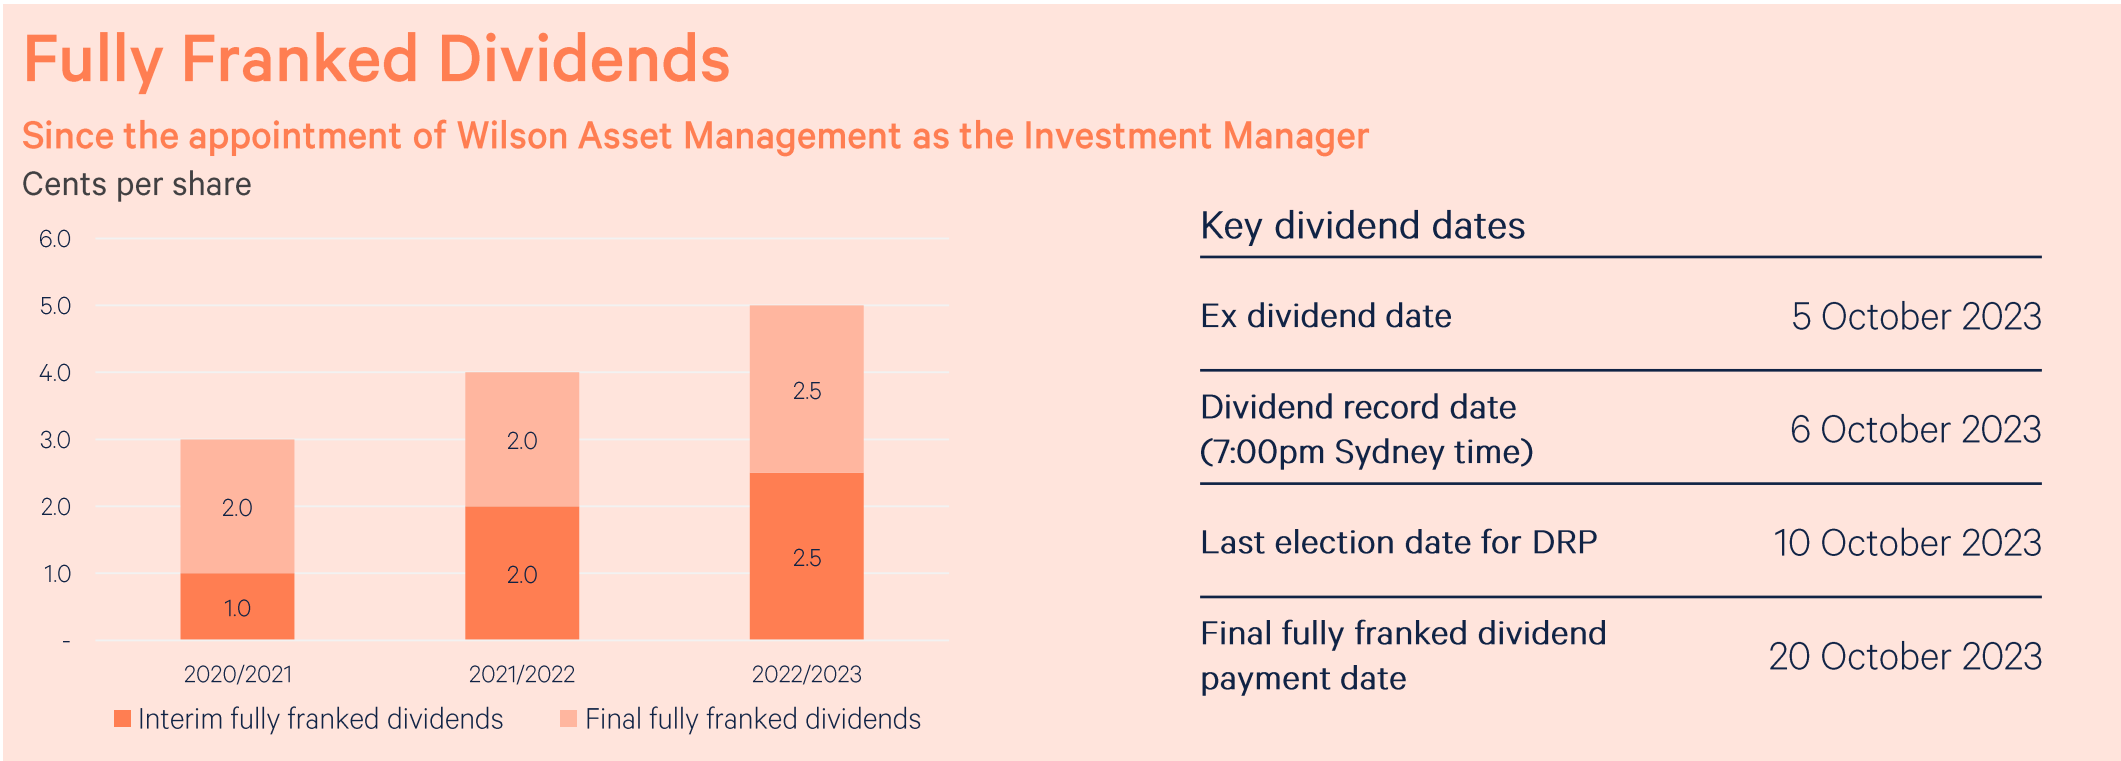 Fully Franked Dividends
Since the appointment of Wilson Asset Management as the Investment Manager
Cents per share
6.0
5.0
4.0
3.0
2.0
1.0
-
2.0
1.0
2.0
2.0
2.5
2.5
2020/2021
2021/2022
2022/2023
Interim fully franked dividends
Final fully franked dividends
Key dividend dates
Ex dividend date
5 October 2023
Dividend record date
(7:00pm Sydney time)
6 October 2023
Last election date for DRP
10 October 2023
Final fully franked dividend
payment date
20 October 2023